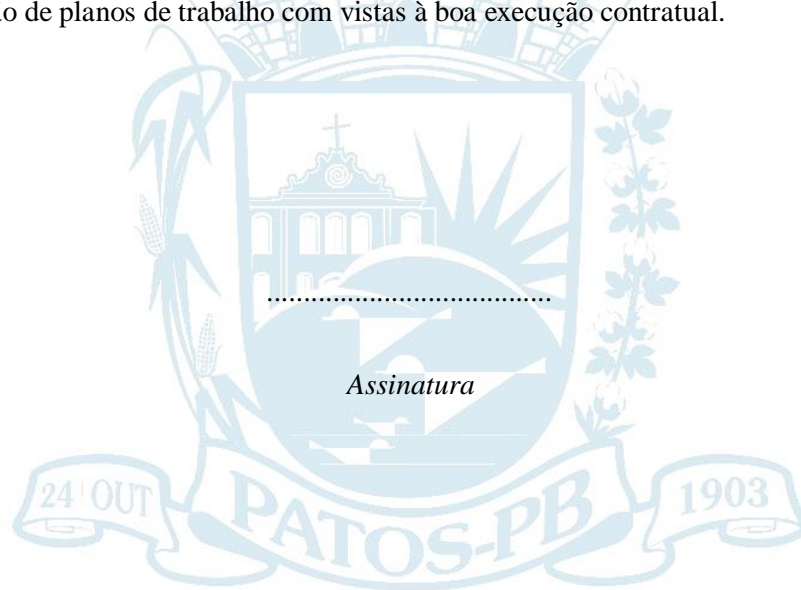 o de planos de trabalho com vistas à boa execução contratual.
.......................................
Assinatura
24 OUT
PATOS-PB
1903